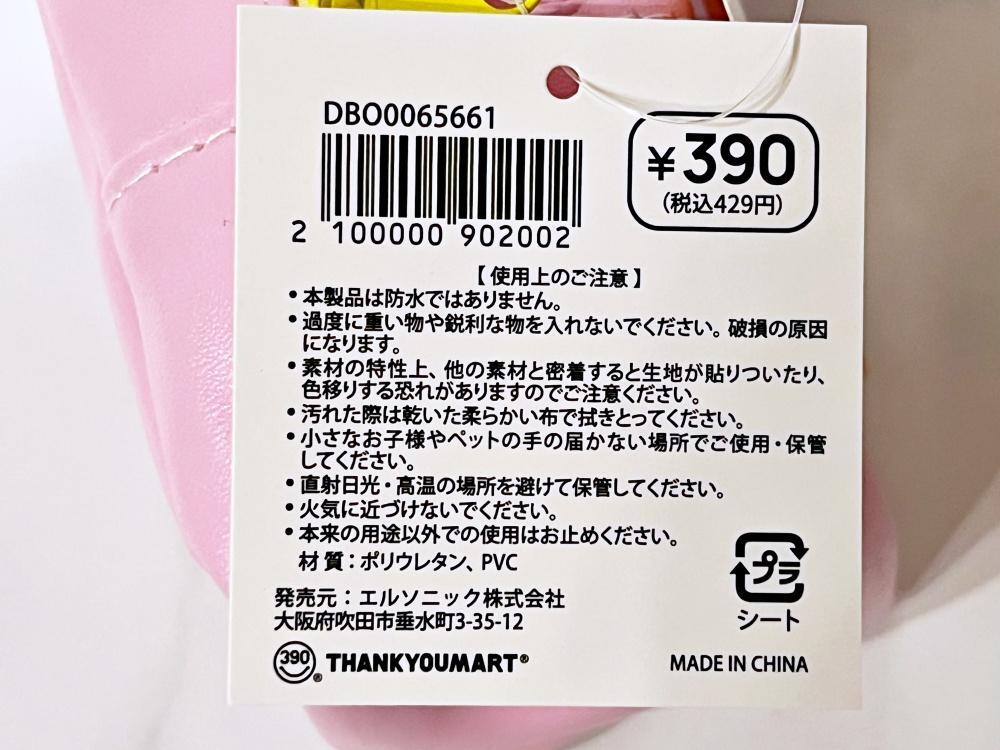 DBO0065661
¥390
(税込429円)
2 100000 902002
【使用上のご注意】
•本製品は防水ではありません。
•過度に重い物や鋭利な物を入れないでください。破損の原因
になります。
•素材の特性上、他の素材と密着すると生地が貼りついたり、
色移りする恐れがありますのでご注意ください。
•汚れた際は乾いた柔らかい布で拭きとってください。
•小さなお子様やペットの手の届かない場所でご使用・保管
してください。
•直射日光・高温の場所を避けて保管してください。
•火気に近づけないでください。
•本来の用途以外での使用はお止めください。
材質：ポリウレタン、PVC
プラ
シート
発売元：エルソニック株式会社
大阪府吹田市垂水町3-35-12
390® THANKYOUMART®
MADE IN CHINA